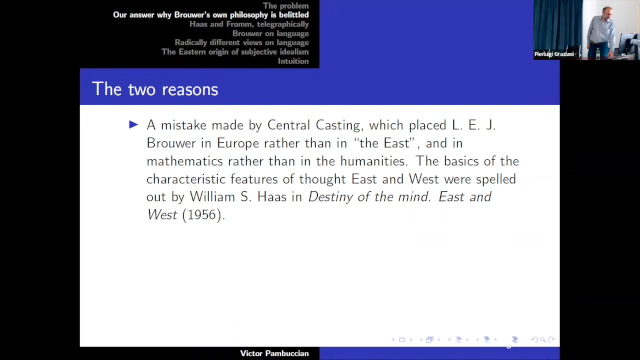 The problem
Our answer why Brouwer's own philosophy is belittled
Haas and Fromm, telegraphically
Brouwer on language
Radically different views on language
The Eastern origin of subjective idealism
Intuition
Pierluigi Graziani
The two reasons
A mistake made by Central Casting, which placed L. E. J.
Brouwer in Europe rather than in "the East", and in
mathematics rather than in the humanities. The basics of the
characteristic features of thought East and West were spelled
out by William S. Haas in Destiny of the mind. East and
West (1956).
Victor Pambuccian